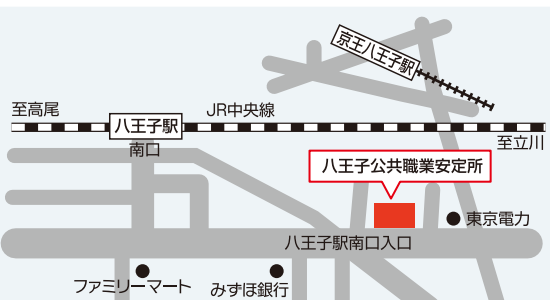 京王八王子駅
至高尾
JR中央線
八王子駅
至立川
南口
八王子公共職業安定所
東京電力
八王子駅南口入口
ファミリーマート
みずほ銀行